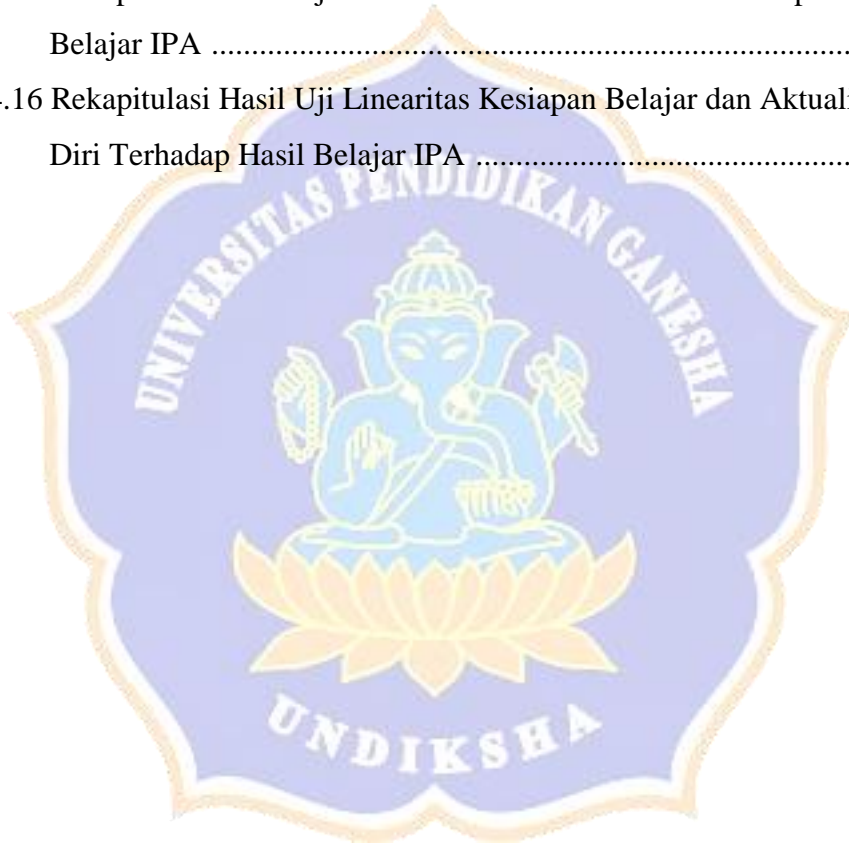 Belajar IPA ....................................................................
.16 Rekapitulasi Hasil Uji Linearitas Kesiapan Belajar dan Aktual
Diri Terhadap Hasil Belajar IPA ........................................
UNIVERSITAS PENDIDIKAN GANESHA
UNDIKSHA